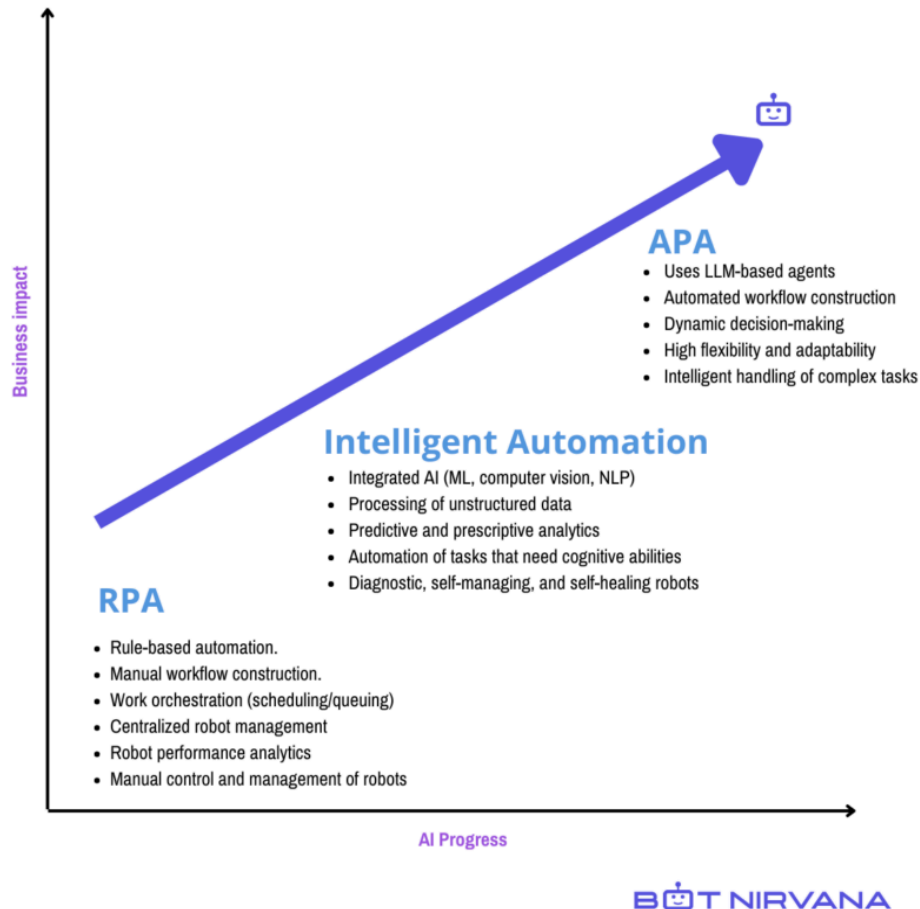 Business impact
APA
• Uses LLM-based agents
• Automated workflow construction
• Dynamic decision-making
• High flexibility and adaptability
• Intelligent handling of complex tasks
Intelligent Automation
• Integrated AI (ML, computer vision, NLP)
• Processing of unstructured data
• Predictive and prescriptive analytics
• Automation of tasks that need cognitive abilities
• Diagnostic, self-managing, and self-healing robots
RPA
• Rule-based automation.
• Manual workflow construction.
• Work orchestration (scheduling/queuing)
• Centralized robot management
• Robot performance analytics
• Manual control and management of robots
AI Progress
BOT NIRVANA